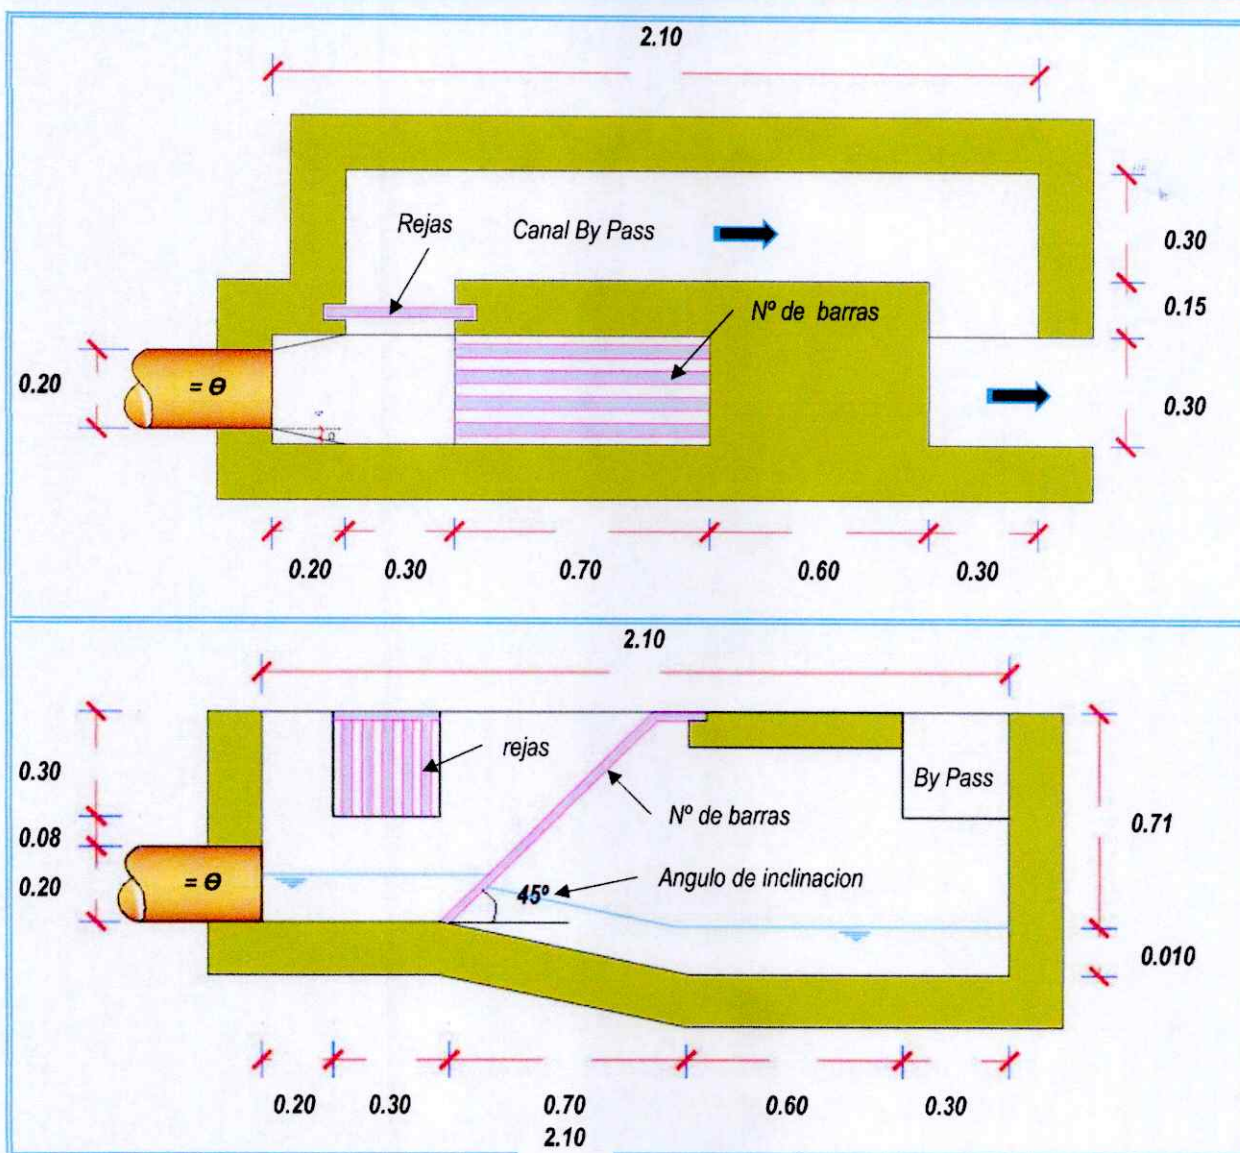 2.10
Rejas
Canal By Pass
0.30
0.15
Nº de barras
0.20
= Ɵ
0.30
0.20 0.30 0.70 0.60 0.30
2.10
0.30
rejas
By Pass
Nº de barras
0.71
0.08
0.20
= Ɵ
45º
Angulo de inclinacion
0.010
0.20 0.30 0.70 0.60 0.30
2.10